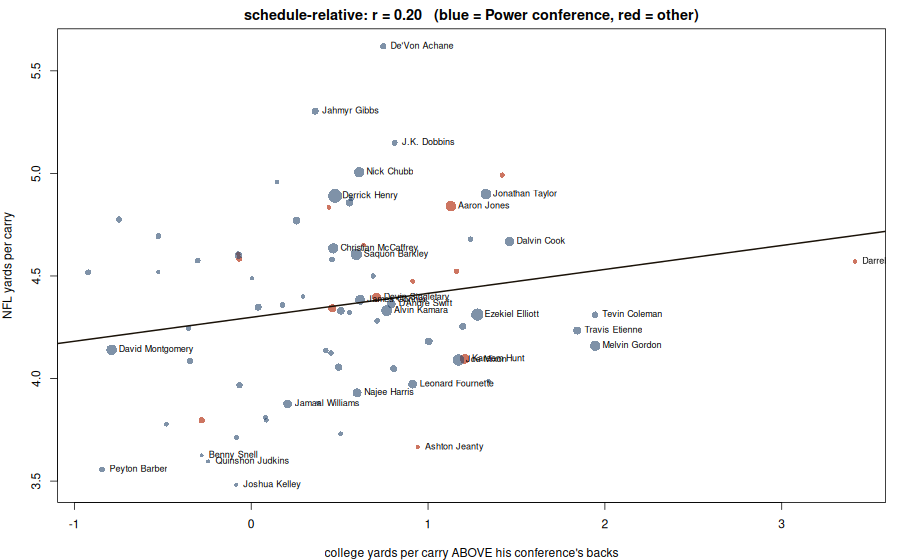 schedule-relative: r = 0.20 (blue = Power conference, red = other)
De'Von Achane
Jahmyr Gibbs
J.K. Dobbins
Nick Chubb
Derrick Henry
Jonathan Taylor
Aaron Jones
Dalvin Cook
Christian McCaffrey
Saquon Barkley
Darrel
Devin Singletary
D'Andre Swift
Alvin Kamara
Ezekiel Elliott
Tevin Coleman
Travis Etienne
Melvin Gordon
David Montgomery
Kareem Hunt
Leonard Fournette
Najee Harris
Jamaal Williams
Ashton Jeanty
Benny Snell
Quinshon Judkins
Peyton Barber
Joshua Kelley
NFL yards per carry
5.5
5.0
4.5
4.0
3.5
-1
0
1
2
3
college yards per carry ABOVE his conference's backs